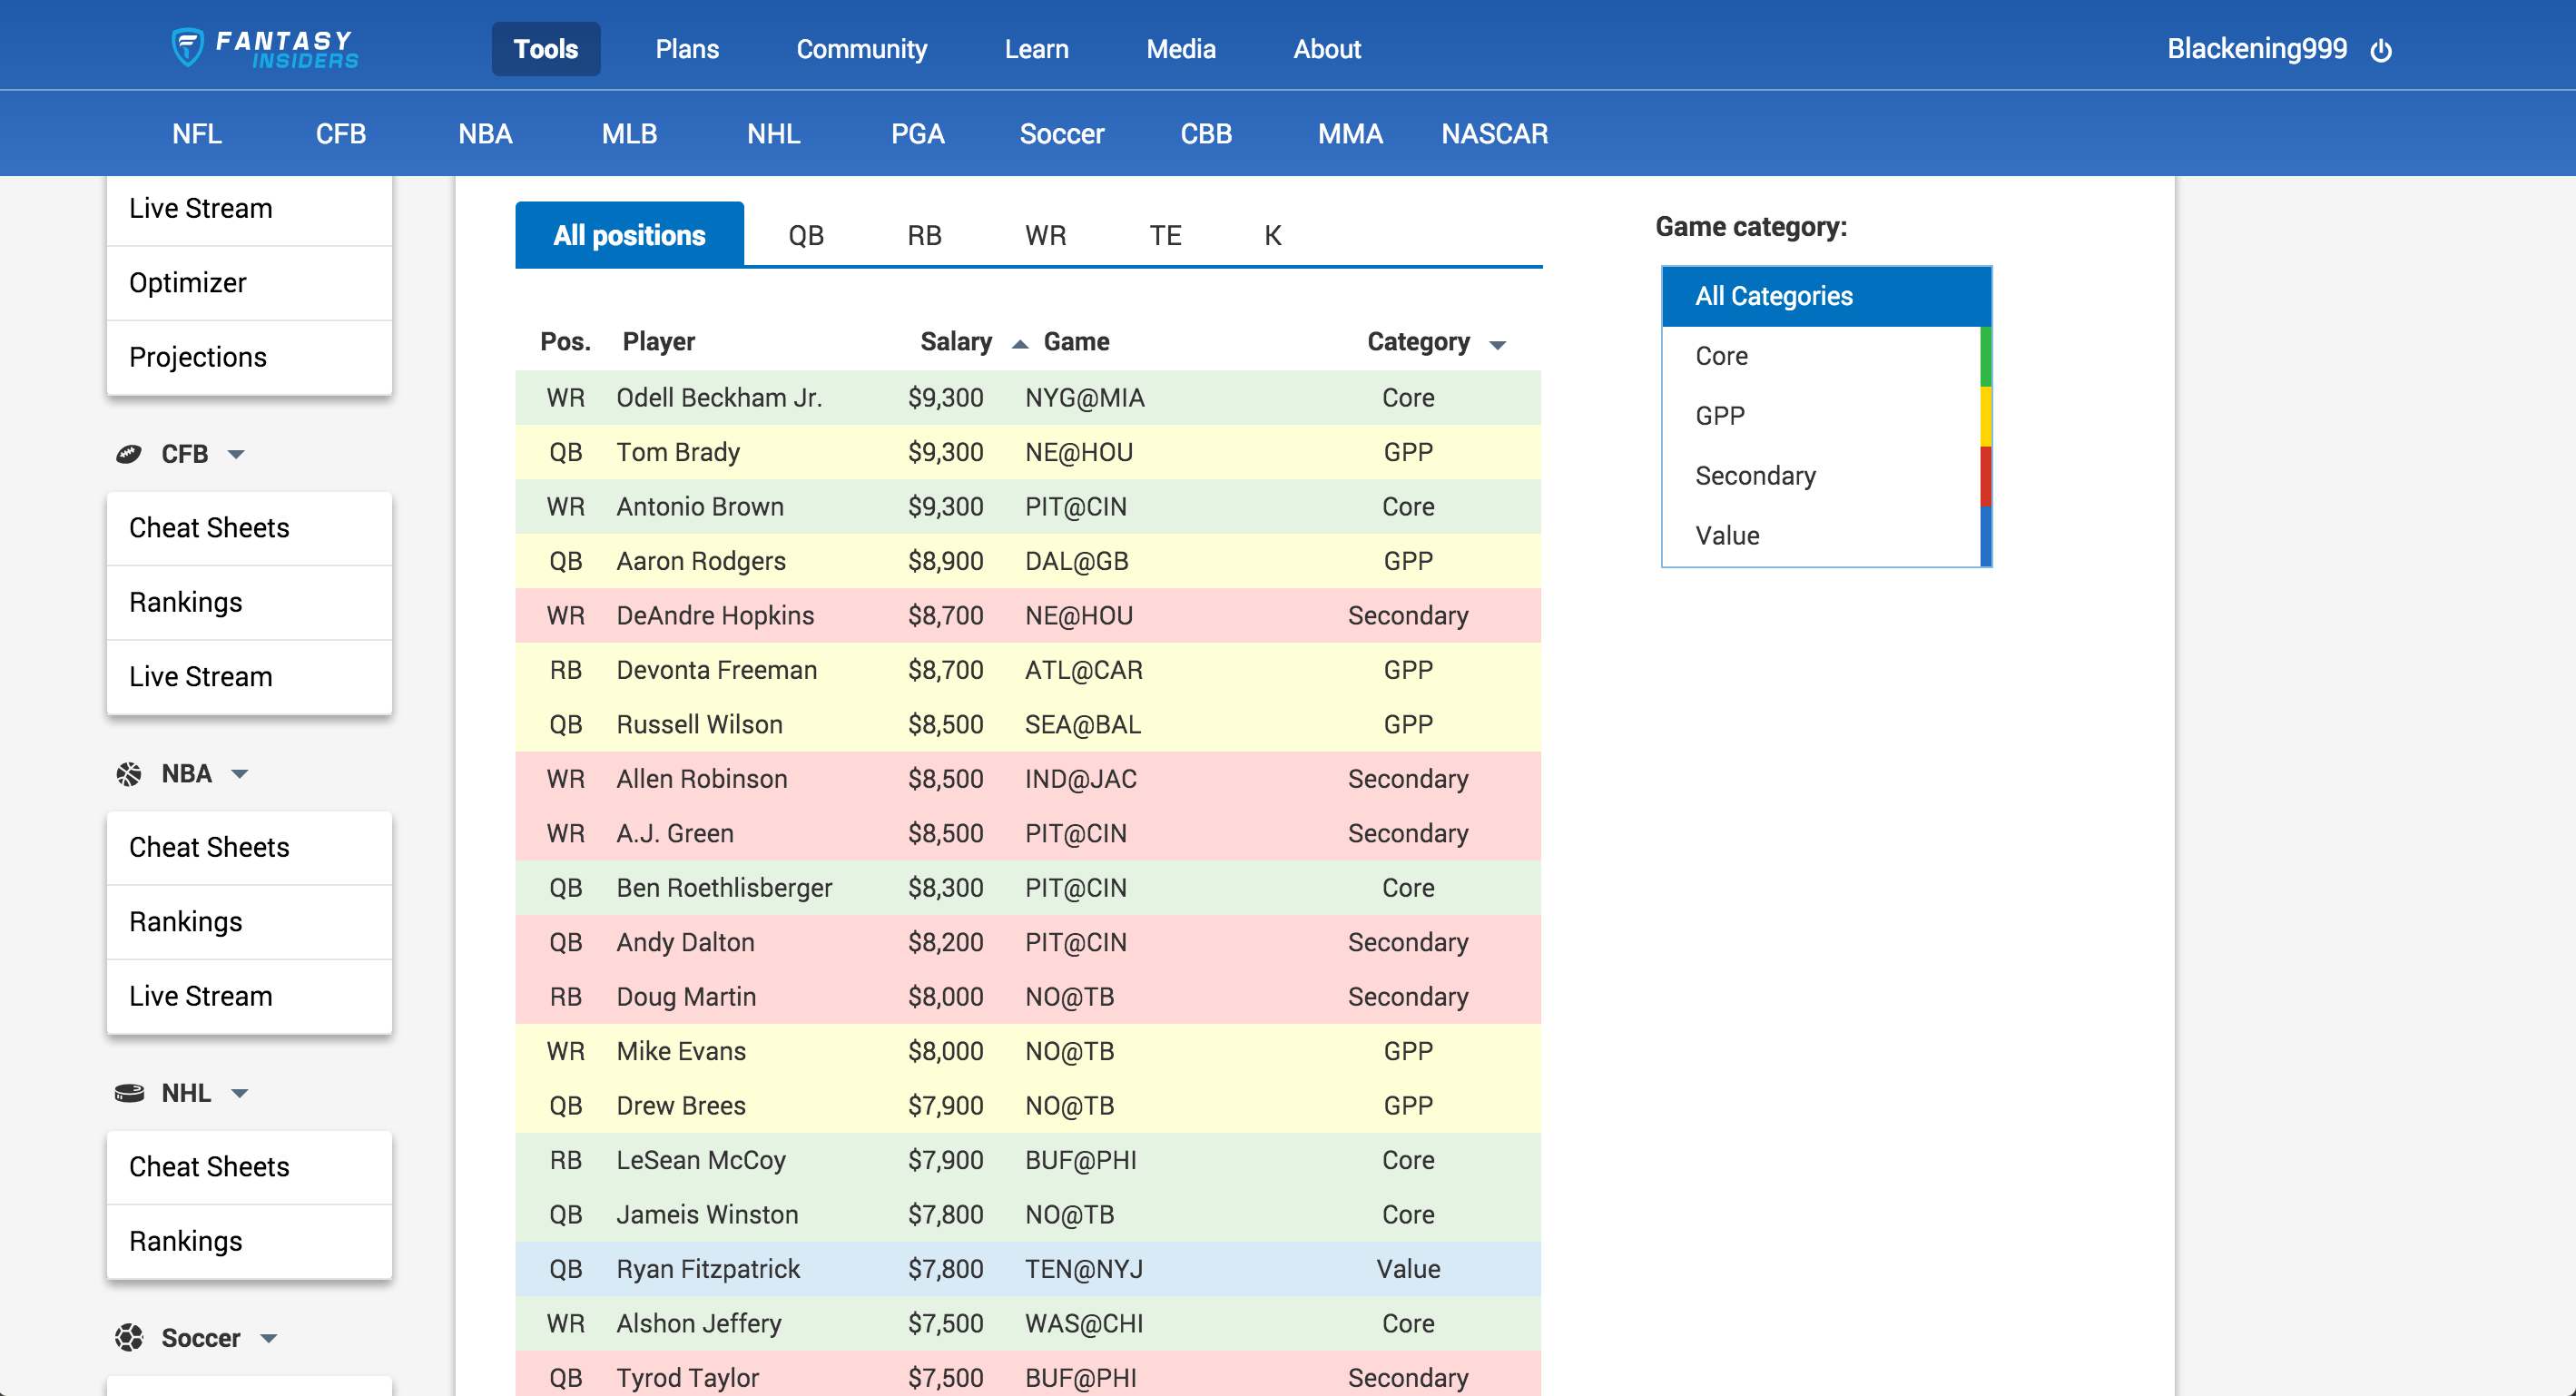 FANTASY INSIDERS
Tools Plans Community Learn Media About Blackening999
NFL CFB NBA MLB NHL PGA Soccer CBB MMA NASCAR
Live Stream
Optimizer
Projections
CFB
Cheat Sheets
Rankings
Live Stream
NBA
Cheat Sheets
Rankings
Live Stream
NHL
Cheat Sheets
Rankings
Soccer
All positions QB RB WR TE K
Pos. Player Salary Game Category
WR Odell Beckham Jr. $9,300 NYG@MIA Core
QB Tom Brady $9,300 NE@HOU GPP
WR Antonio Brown $9,300 PIT@CIN Core
QB Aaron Rodgers $8,900 DAL@GB GPP
WR DeAndre Hopkins $8,700 NE@HOU Secondary
RB Devonta Freeman $8,700 ATL@CAR GPP
QB Russell Wilson $8,500 SEA@BAL GPP
WR Allen Robinson $8,500 IND@JAC Secondary
WR A.J. Green $8,500 PIT@CIN Secondary
QB Ben Roethlisberger $8,300 PIT@CIN Core
QB Andy Dalton $8,200 PIT@CIN Secondary
RB Doug Martin $8,000 NO@TB Secondary
WR Mike Evans $8,000 NO@TB GPP
QB Drew Brees $7,900 NO@TB GPP
RB LeSean McCoy $7,900 BUF@PHI Core
QB Jameis Winston $7,800 NO@TB Core
QB Ryan Fitzpatrick $7,800 TEN@NYJ Value
WR Alshon Jeffery $7,500 WAS@CHI Core
QB Tyrod Taylor $7,500 BUF@PHI Secondary
Game category:
All Categories
Core
GPP
Secondary
Value